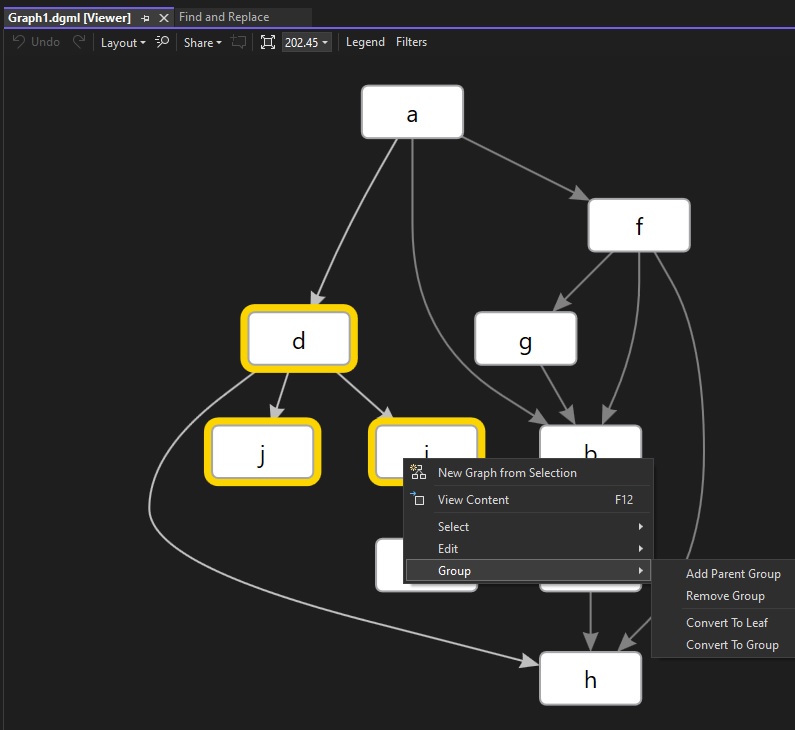 Graph1.dgml [Viewer] Find and Replace
Undo Layout Share 202.45 Legend Filters
a
f
d
g
j
New Graph from Selection
View Content F12
Select
Edit
Group
Add Parent Group
Remove Group
Convert To Leaf
Convert To Group
h